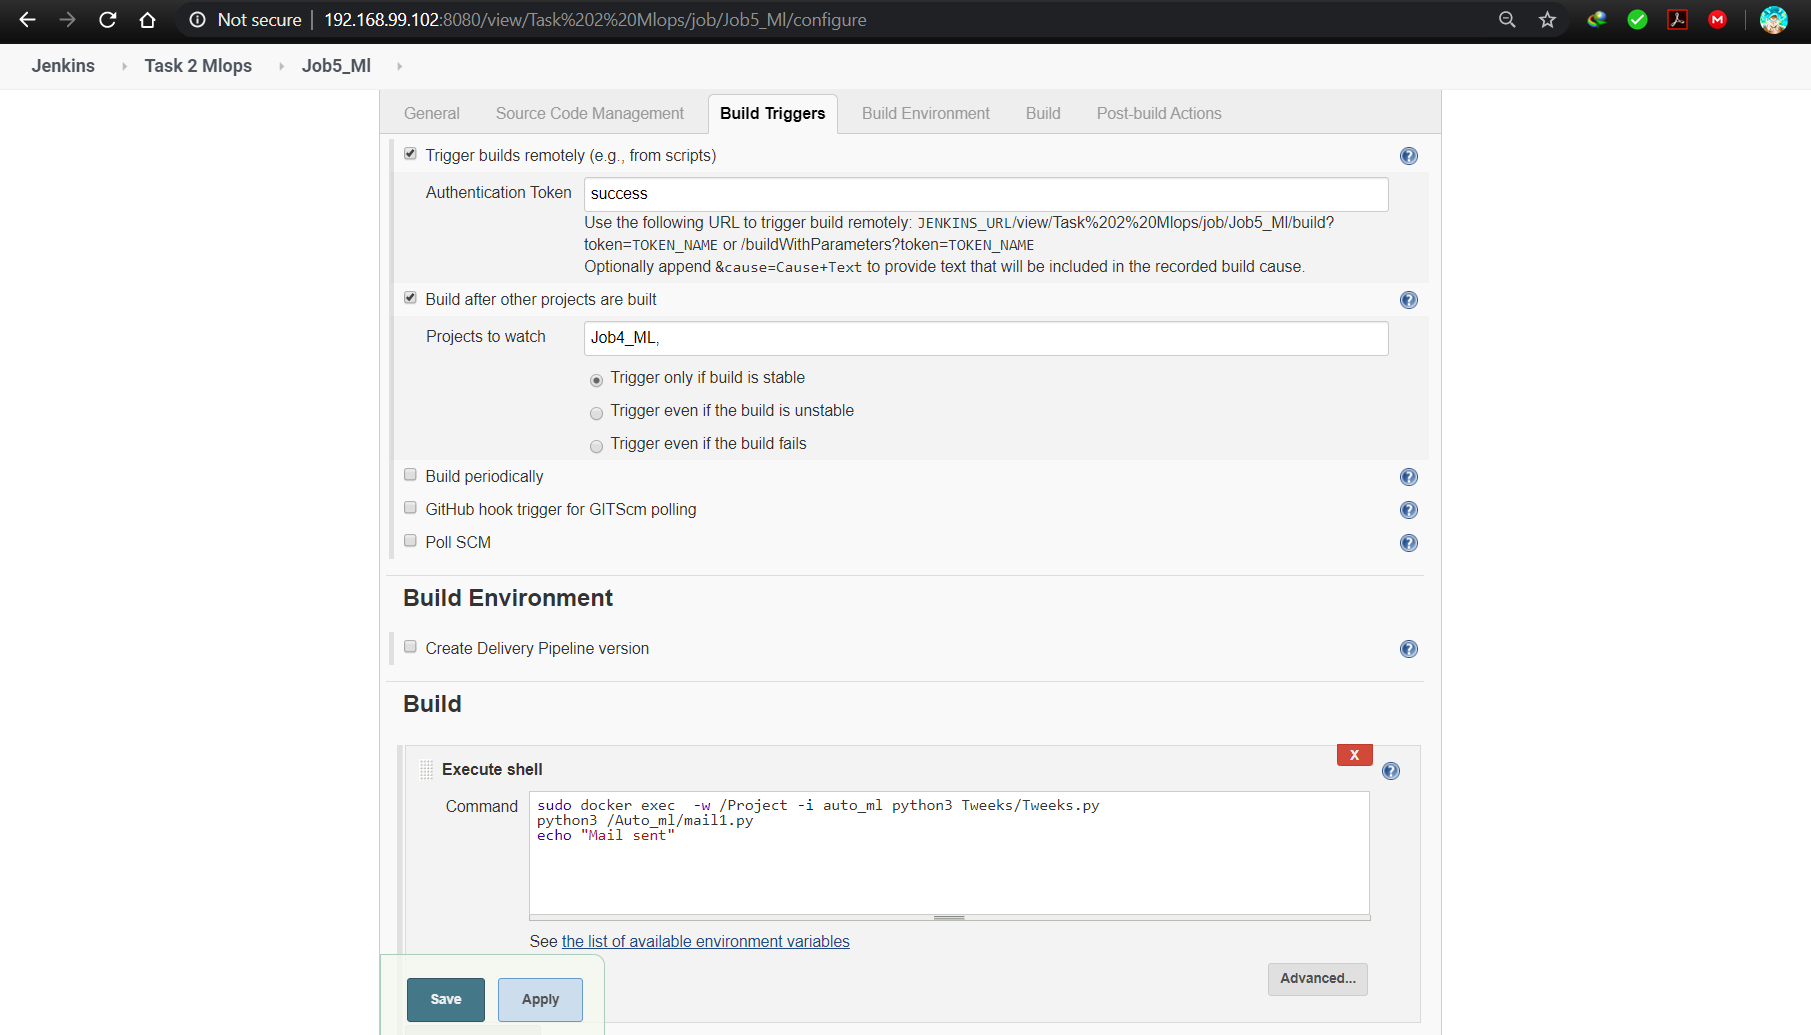 Not secure | 192.168.99.102:8080/view/Task%202%20Mlops/job/Job5_Ml/configure
Jenkins Task 2 Mlops Job5_Ml
General Source Code Management Build Triggers Build Environment Build Post-build Actions
Trigger builds remotely (e.g., from scripts)
Authentication Token success
Use the following URL to trigger build remotely: JENKINS_URL/view/Task%202%20Mlops/job/Job5_Ml/build?
token=TOKEN_NAME or /buildWithParameters?token=TOKEN_NAME
Optionally append &cause=Cause+Text to provide text that will be included in the recorded build cause.
Build after other projects are built
Projects to watch Job4_ML,
Trigger only if build is stable
Trigger even if the build is unstable
Trigger even if the build fails
Build periodically
GitHub hook trigger for GITScm polling
Poll SCM
Build Environment
Create Delivery Pipeline version
Build
X
Execute shell
Command sudo docker exec  -w /Project -i auto_ml python3 Tweeks/Tweeks.py
python3 /Auto_ml/mail1.py
echo "Mail sent"
See the list of available environment variables
Advanced...
Save Apply